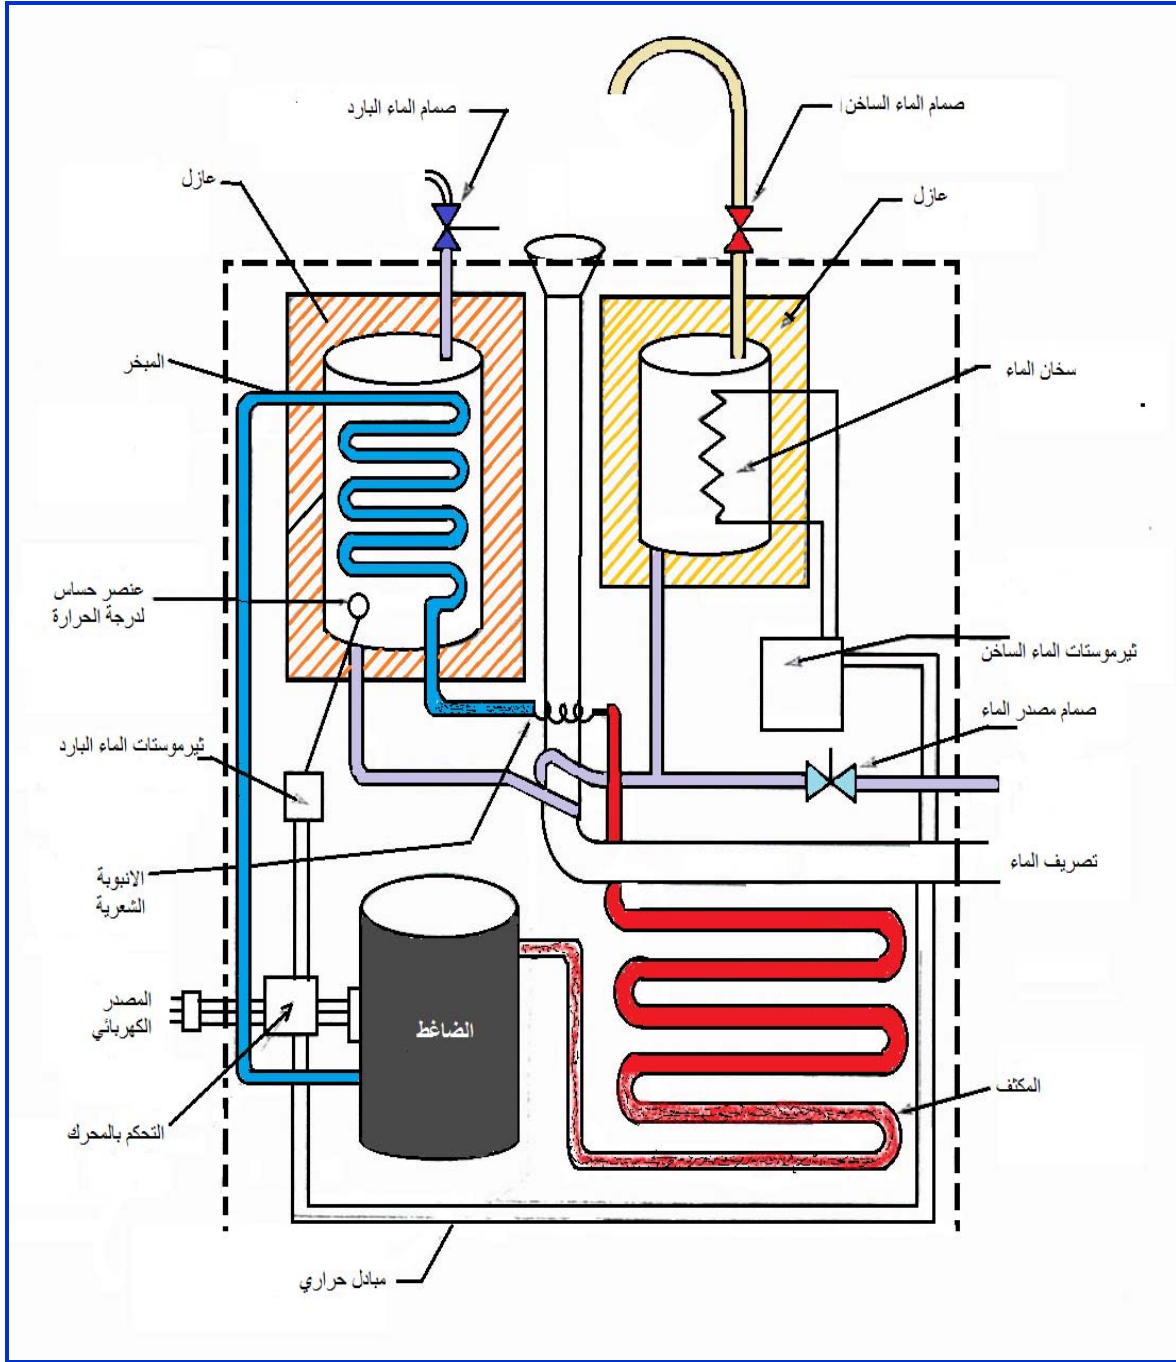 صمام الماء الساخن
صمام الماء البارد
عازل
عازل
المبخر
سخان الماء
عنصر حساس
لدرجة الحرارة
ثيرموستات الماء الساخن
صمام مصدر الماء
ثيرموستات الماء البارد
تصريف الماء
الانبوبة
الشعرية
المصدر
الكهربائي
الضاغط
المكثف
التحكم بالمحرك
مبادل حراري